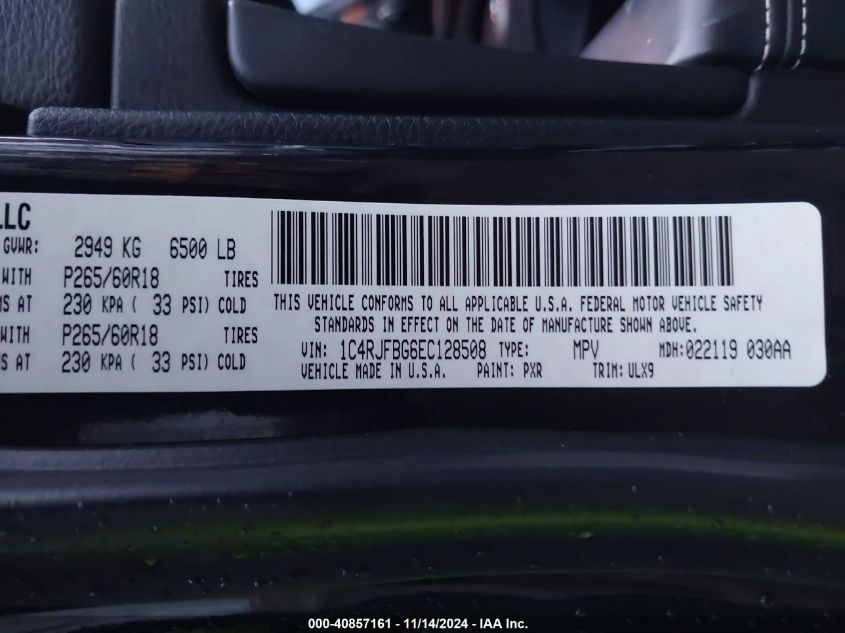 LLC
GVWR: 2949 KG 6500 LB
WITH P265/60R18 TIRES
MS AT 230 KPA ( 33 PSI) COLD
WITH P265/60R18 TIRES
MS AT 230 KPA ( 33 PSI) COLD
THIS VEHICLE CONFORMS TO ALL APPLICABLE U.S.A. FEDERAL MOTOR VEHICLE SAFETY
STANDARDS IN EFFECT ON THE DATE OF MANUFACTURE SHOWN ABOVE.
VIN: 1C4RJFBG6EC128508 TYPE: MPV MDH:022119 030AA
VEHICLE MADE IN U.S.A. PAINT: PXR TRIM: ULX9
000-40857161 - 11/14/2024 - IAA Inc.